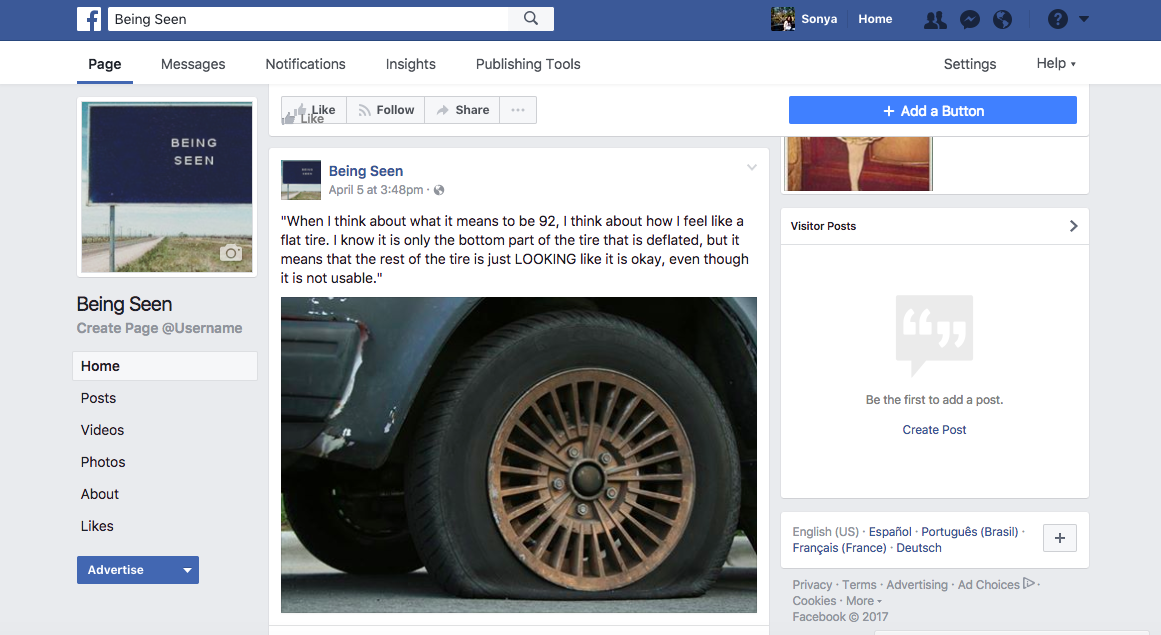 Being Seen
Sonya
Home
Page
Messages
Notifications
Insights
Publishing Tools
Settings
Help
BEING
SEEN
Like
Like
Follow
Share
+ Add a Button
Being Seen
Create Page @Username
Home
Posts
Videos
Photos
About
Likes
Advertise
BEING
SEEN
Being Seen
April 5 at 3:48pm ·
"When I think about what it means to be 92, I think about how I feel like a
flat tire. I know it is only the bottom part of the tire that is deflated, but it
means that the rest of the tire is just LOOKING like it is okay, even though
it is not usable."
Visitor Posts
Be the first to add a post.
Create Post
English (US) · Español · Português (Brasil) ·
Français (France) · Deutsch
+
Privacy · Terms · Advertising · Ad Choices ·
Cookies · More
Facebook © 2017